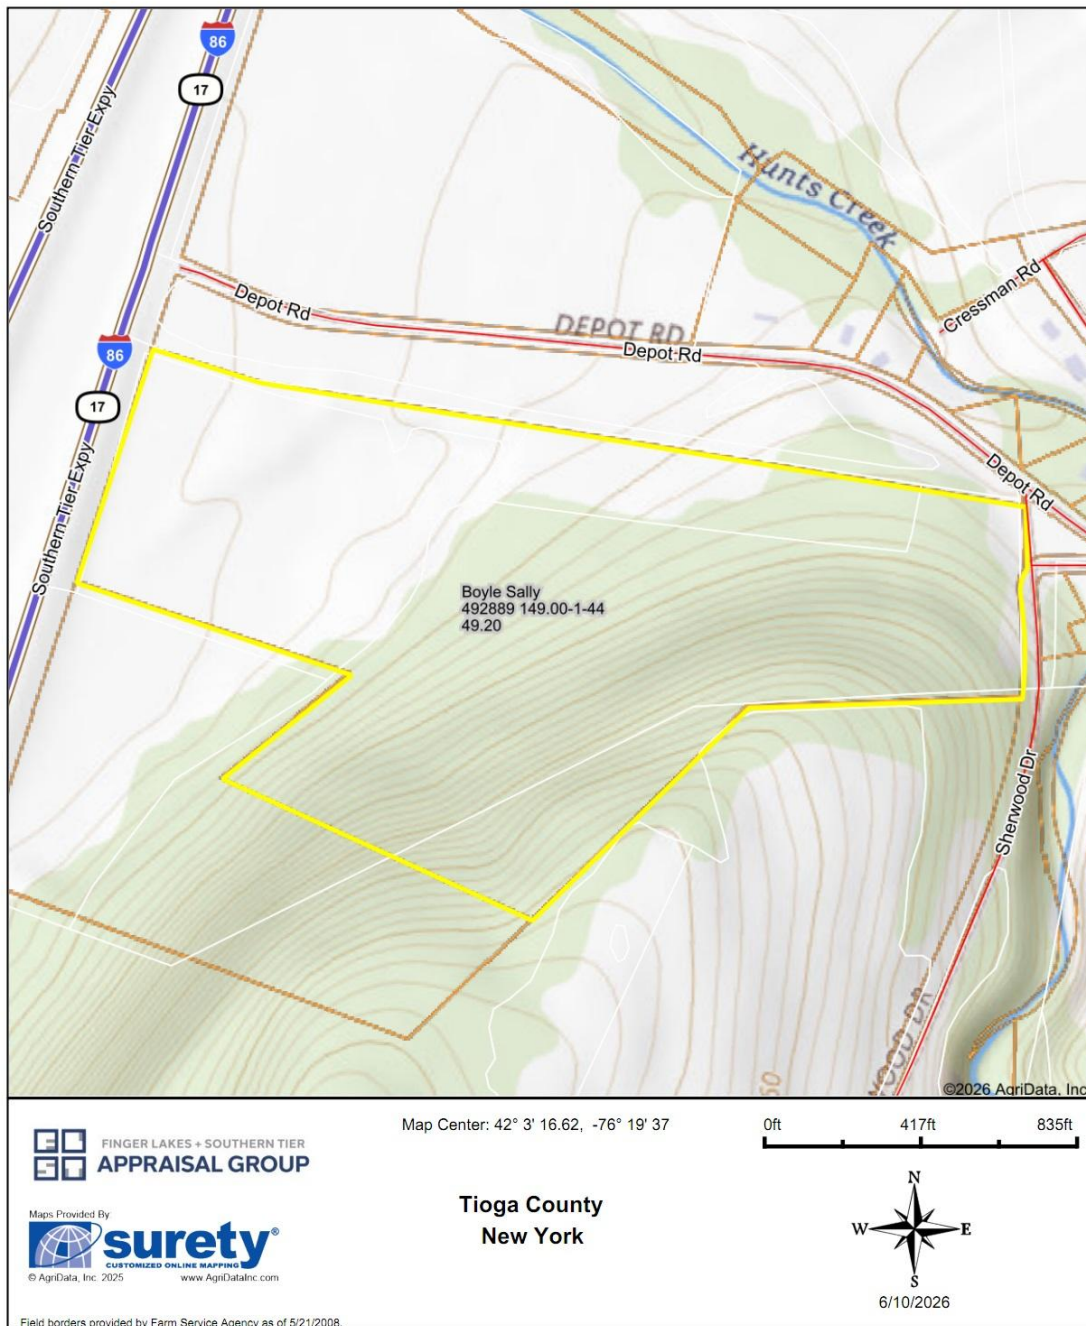 86
17
Southern Tier Expy
Hunts Creek
Cressman Rd
Depot Rd
DEPOT RD
Depot Rd
86
17
Southern Tier Expy
Depot Rd
Boyle Sally
492889 149.00-1-44
49.20
Sherwood Dr
WOOD DR
60
©2026 AgriData, Inc
Map Center: 42° 3' 16.62, -76° 19' 37
0ft 417ft 835ft
FINGER LAKES + SOUTHERN TIER
APPRAISAL GROUP
Tioga County
New York
N
W E
S
Maps Provided By
surety®
CUSTOMIZED ONLINE MAPPING
© AgriData, Inc. 2025 www.AgriDataInc.com
6/10/2026
Field borders provided by Farm Service Agency as of 5/21/2008.